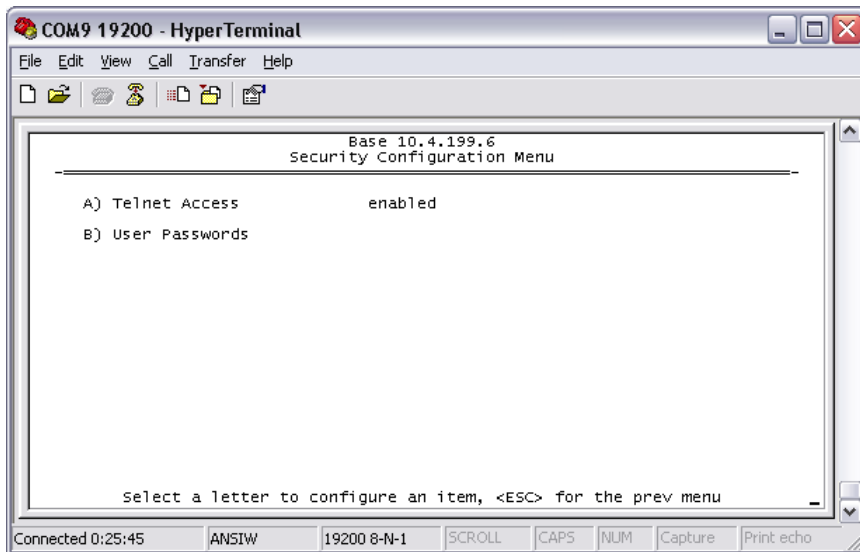 COM9 19200 - HyperTerminal
File Edit View Call Transfer Help
Base 10.4.199.6
Security Configuration Menu
A) Telnet Access enabled
B) User Passwords
Select a letter to configure an item, <ESC> for the prev menu
Connected 0:25:45 ANSIW 19200 8-N-1 SCROLL CAPS NUM Capture Print echo